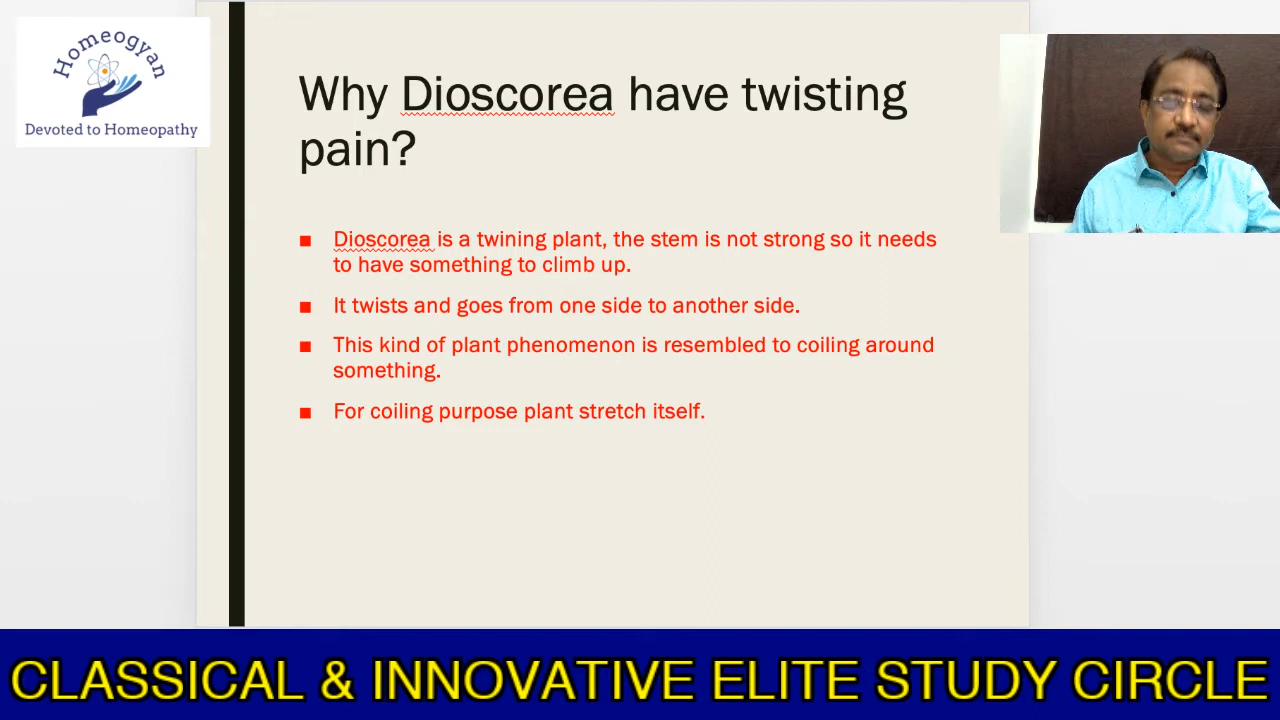 Homeogyan
Devoted to Homeopathy
Why Dioscorea have twisting
pain?
Dioscorea is a twining plant, the stem is not strong so it needs
to have something to climb up.
It twists and goes from one side to another side.
This kind of plant phenomenon is resembled to coiling around
something.
For coiling purpose plant stretch itself.
CLASSICAL & INNOVATIVE ELITE STUDY CIRCLE